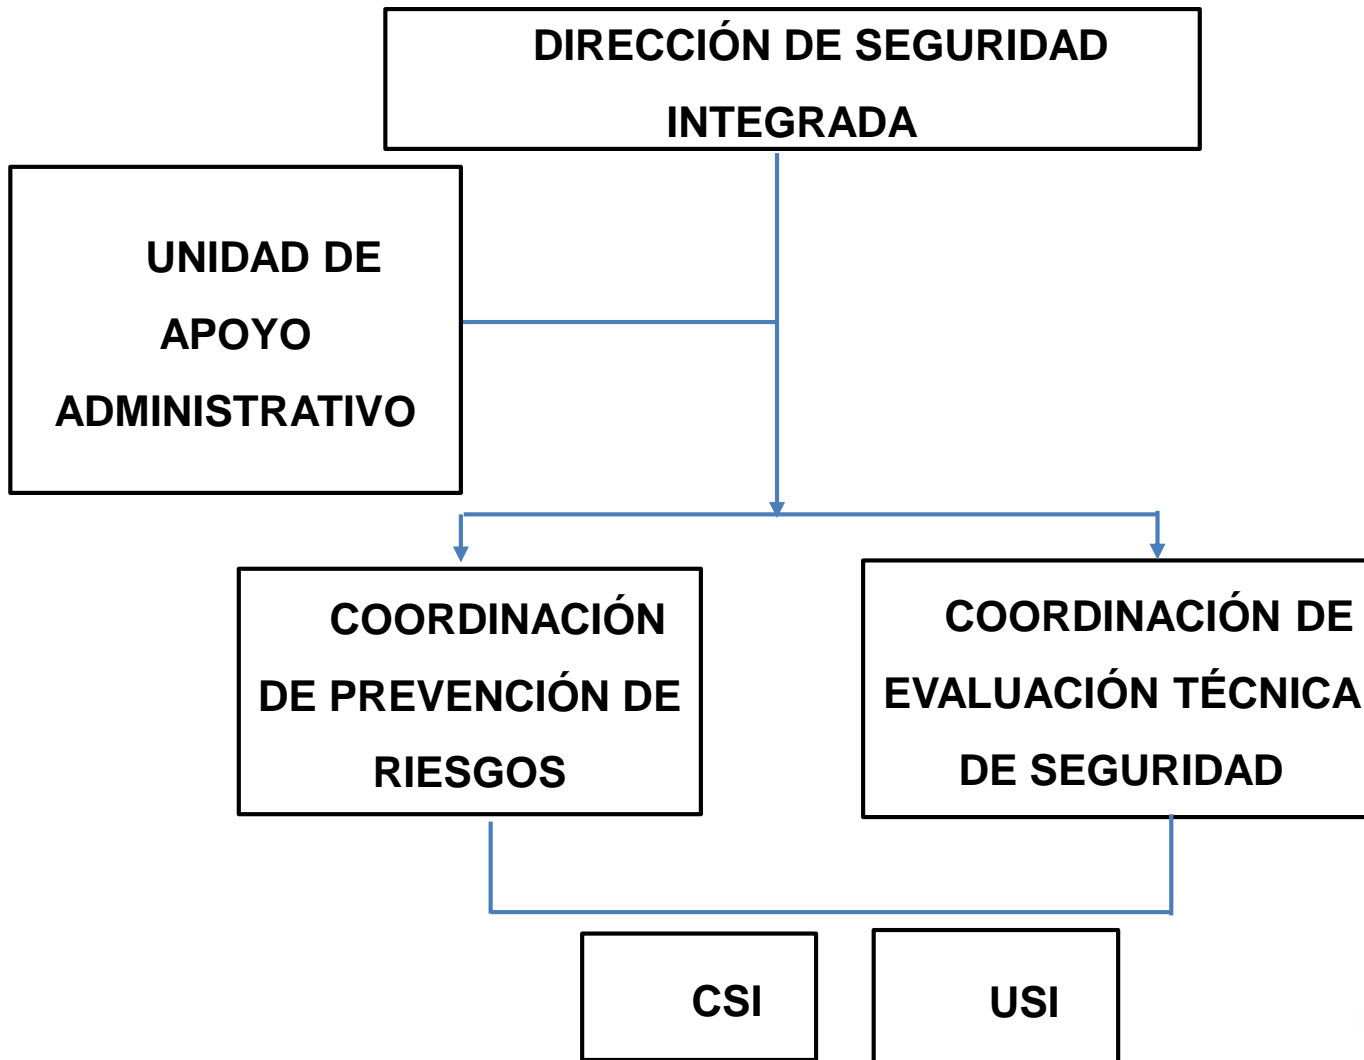 DIRECCIÓN DE SEGURIDAD
INTEGRADA
UNIDAD DE
APOYO
ADMINISTRATIVO
COORDINACIÓN
DE PREVENCIÓN DE
RIESGOS
COORDINACIÓN DE
EVALUACIÓN TÉCNICA
DE SEGURIDAD
CSI
USI